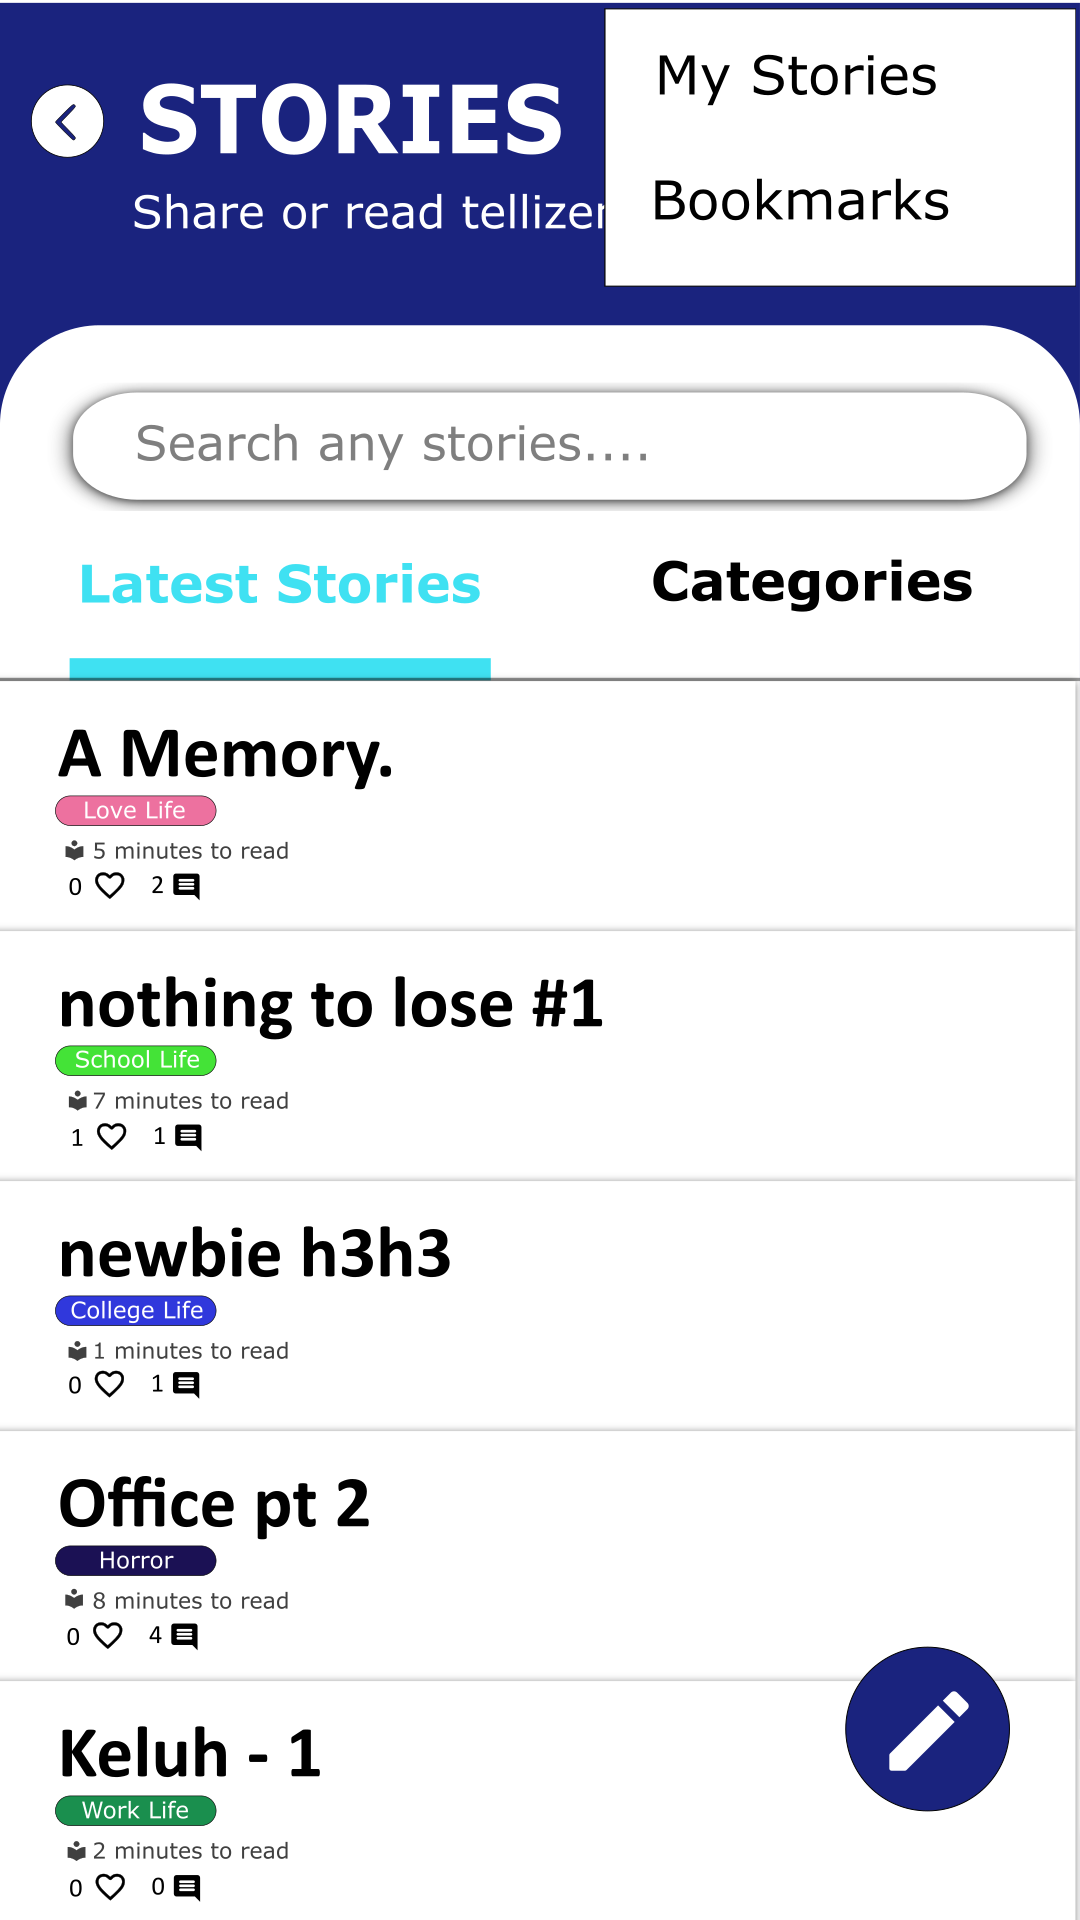 My Stories
STORIES
Bookmarks
Share or read
Search any stories....
Latest Stories
Categories
A Memory.
Love Life
5 minutes to read
0 2
nothing to lose #1
School Life
7 minutes to read
1 1
newbie h3h3
College Life
1 minutes to read
0 1
Office pt 2
Horror
8 minutes to read
0 4
Keluh - 1
Work Life
2 minutes to read
0 0